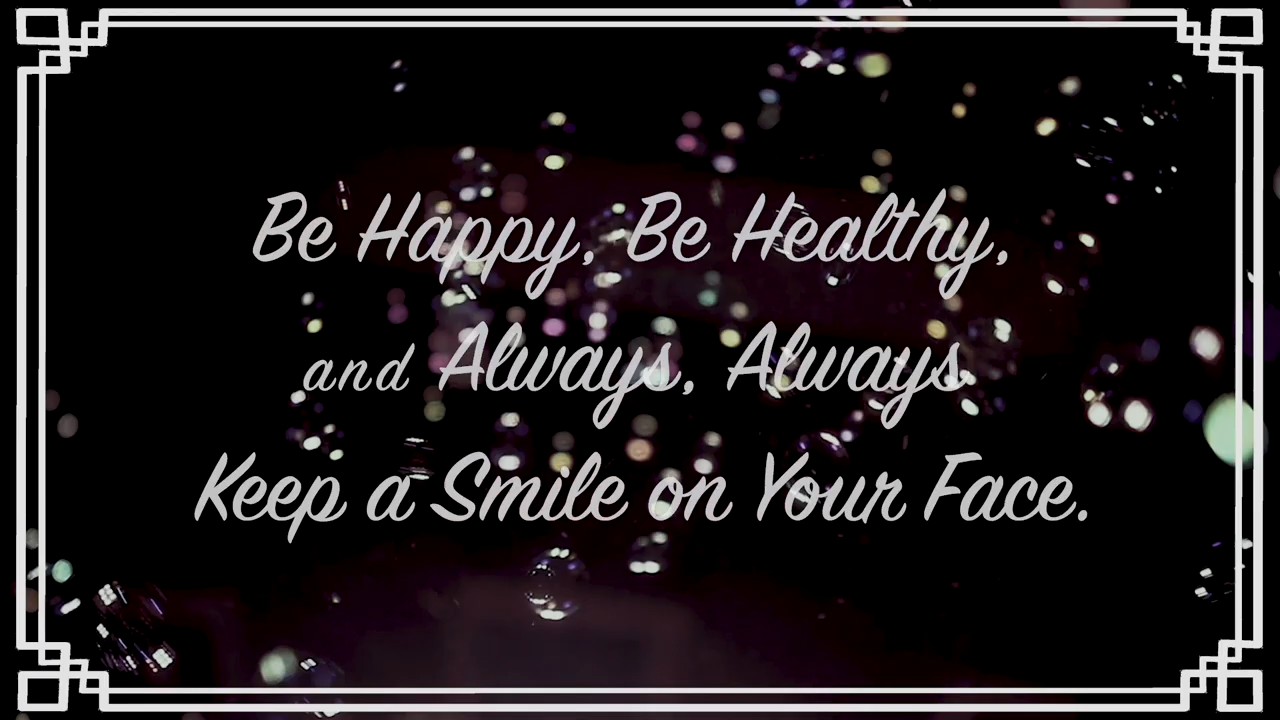 Be Happy, Be Healthy,
and Always, Always
Keep a Smile on Your Face.